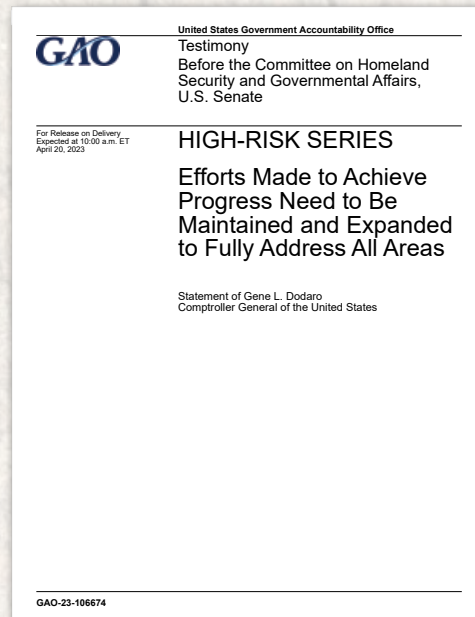 United States Government Accountability Office
GAO
Testimony
Before the Committee on Homeland
Security and Governmental Affairs,
U.S. Senate
For Release on Delivery
Expected at 10:00 a.m. ET
April 20, 2023
HIGH-RISK SERIES
Efforts Made to Achieve
Progress Need to Be
Maintained and Expanded
to Fully Address All Areas
Statement of Gene L. Dodaro
Comptroller General of the United States
GAO-23-106674